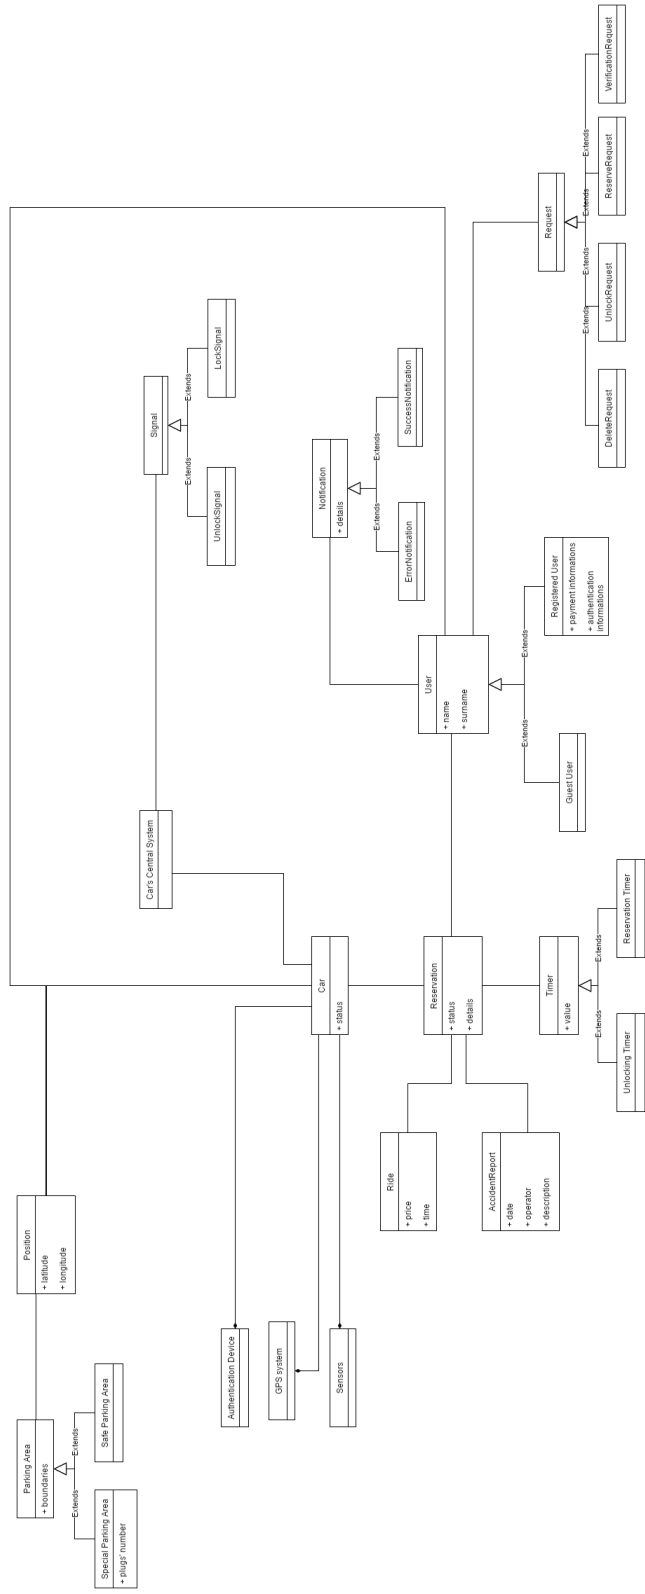 Parking Area
+ boundaries
Position
+ latitude
+ longitude
Extends
Extends
Special Parking Area
+ plugs' number
Safe Parking Area
Car's Central System
Signal
Extends
Extends
UnlockSignal
LockSignal
Authentication Device
GPS system
Sensors
Car
+ status
Notification
+ details
Extends
Extends
ErrorNotification
SuccessNotification
Ride
+ price
+ time
Reservation
+ status
+ details
User
+ name
+ surname
AccidentReport
+ date
+ operator
+ description
Extends
Extends
Guest User
Registered User
+ payment informations
+ authentication
informations
Timer
+ value
Extends
Extends
Unlocking Timer
Reservation Timer
Request
Extends
Extends
Extends
Extends
DeleteRequest
UnlockRequest
ReserveRequest
VerificationRequest